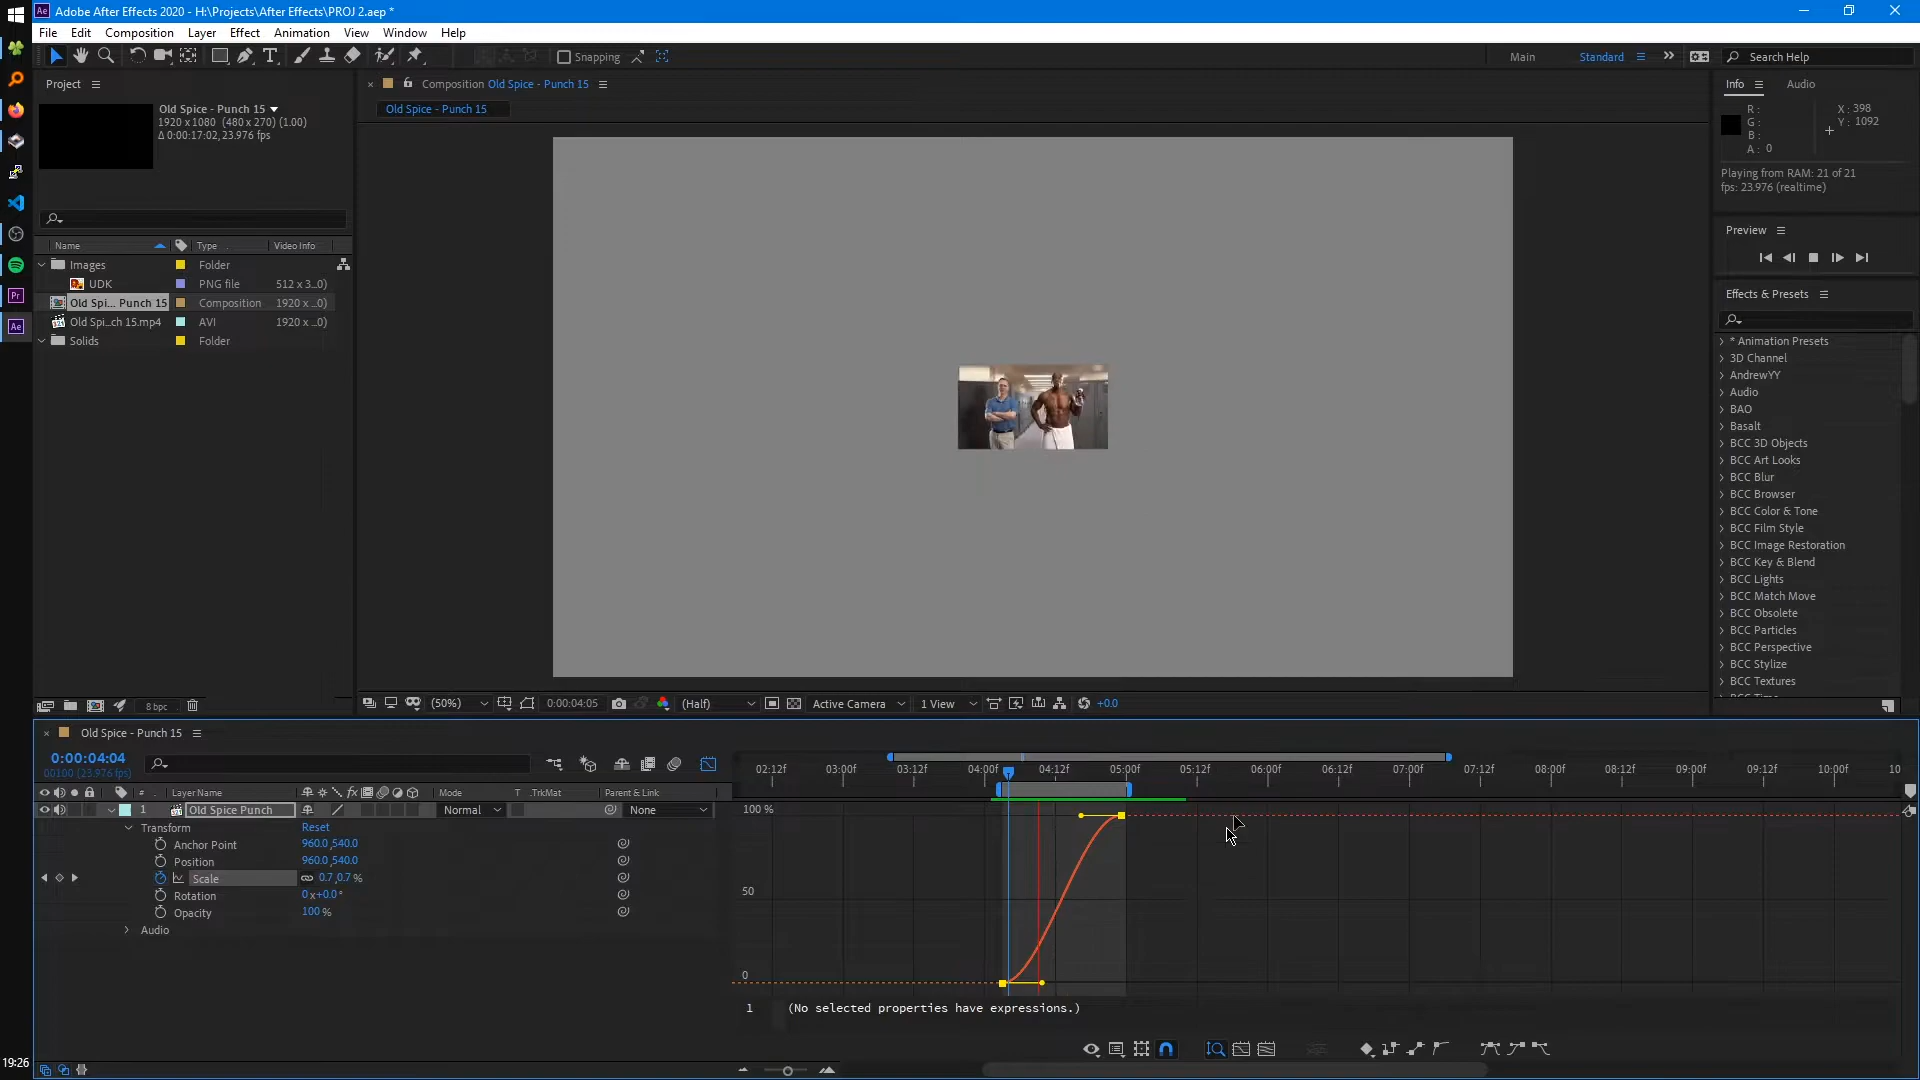 Adobe After Effects 2020 - H:\Projects\After Effects\PROJ 2.aep *
File Edit Composition Layer Effect Animation View Window Help
Snapping
Main Standard Search Help
Project
Old Spice - Punch 15
1920 x 1080 (480 x 270) (1.00)
Δ 0:00:17:02, 23.976 fps
Name Type Video Info
Images Folder
UDK PNG file 512 x 3...0)
Old Spi... Punch 15 Composition 1920 x ...0)
Old Spi...ch 15.mp4 AVI 1920 x ...0)
Solids Folder
8 bpc
Composition Old Spice - Punch 15
Old Spice - Punch 15
(50%) 0:00:04:05 (Half) Active Camera 1 View +0.0
Info Audio
R :
G :
B :
A : 0
X : 398
Y : 1092
Playing from RAM: 21 of 21
fps: 23.976 (realtime)
Preview
Effects & Presets
* Animation Presets
3D Channel
AndrewYY
Audio
BAO
Basalt
BCC 3D Objects
BCC Art Looks
BCC Blur
BCC Browser
BCC Color & Tone
BCC Film Style
BCC Image Restoration
BCC Key & Blend
BCC Lights
BCC Match Move
BCC Obsolete
BCC Particles
BCC Perspective
BCC Stylize
BCC Textures
Old Spice - Punch 15
0:00:04:04
00100 (23.976 fps)
02:12f 03:00f 03:12f 04:00f 04:12f 05:00f 05:12f 06:00f 06:12f 07:00f 07:12f 08:00f 08:12f 09:00f 09:12f 10:00f 10
# Layer Name Mode T .TrkMat Parent & Link
1 Old Spice Punch Normal None
Transform Reset
Anchor Point 960.0,540.0
Position 960.0,540.0
Scale 0.7,0.7 %
Rotation 0 x+0.0 °
Opacity 100 %
Audio
100 %
50
0
1 (No selected properties have expressions.)
19:26